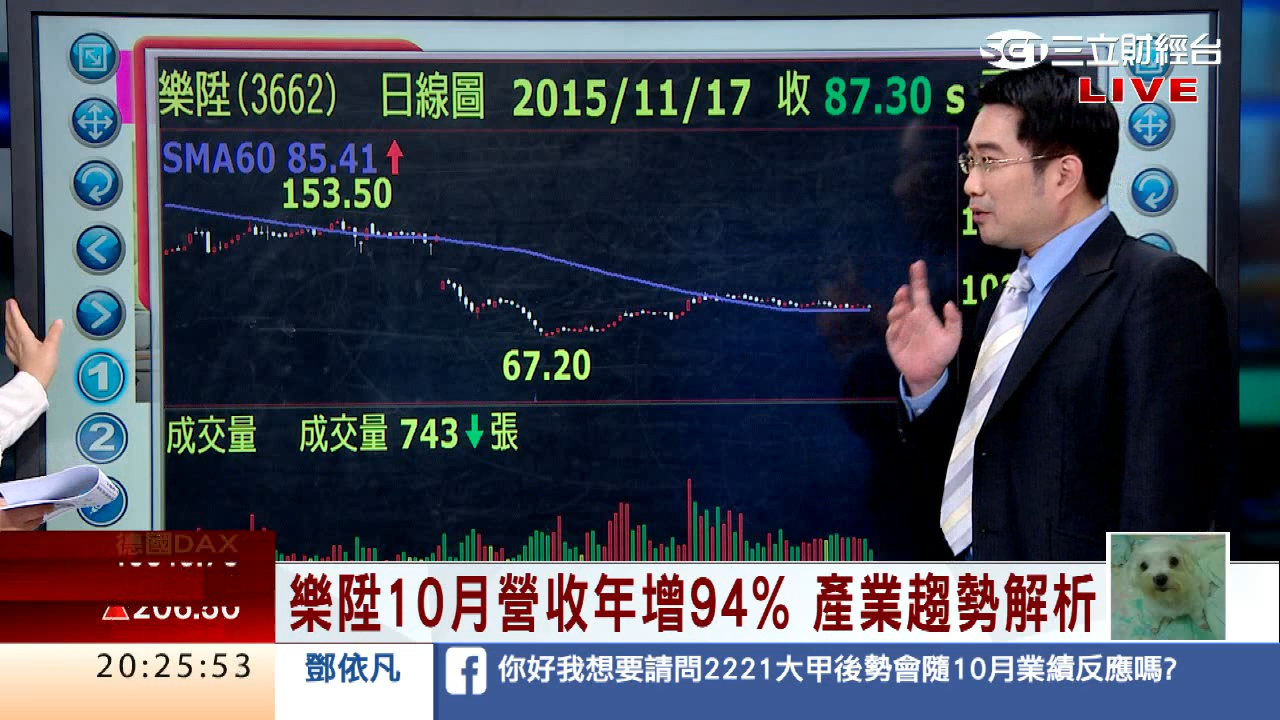 三立財經台
LIVE
樂陞(3662) 日線圖 2015/11/17 收 87.30 s
SMA60 85.41
153.50
67.20
成交量 成交量 743 張
1
2
德國DAX
206.50
樂陞10月營收年增94% 產業趨勢解析
20:25:53
鄧依凡
你好我想要請問2221大甲後勢會隨10月業績反應嗎?